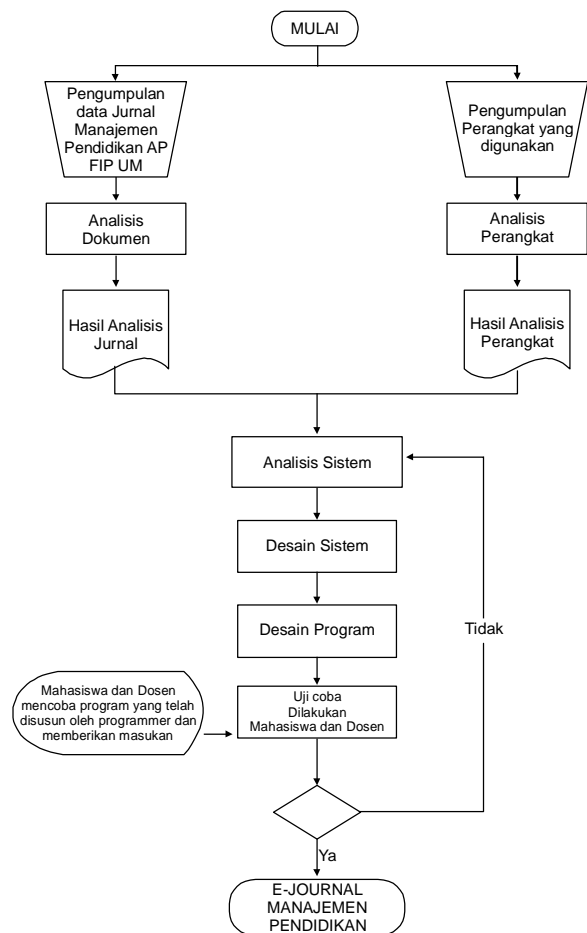 MULAI
Pengumpulan
data Jurnal
Manajemen
Pendidikan AP
FIP UM
Pengumpulan
Perangkat yang
digunakan
Analisis
Dokumen
Analisis
Perangkat
Hasil Analisis
Jurnal
Hasil Analisis
Perangkat
Analisis Sistem
Desain Sistem
Desain Program
Tidak
Mahasiswa dan Dosen
mencoba program yang telah
disusun oleh programmer dan
memberikan masukan
Uji coba
Dilakukan
Mahasiswa dan Dosen
Ya
E-JOURNAL
MANAJEMEN
PENDIDIKAN